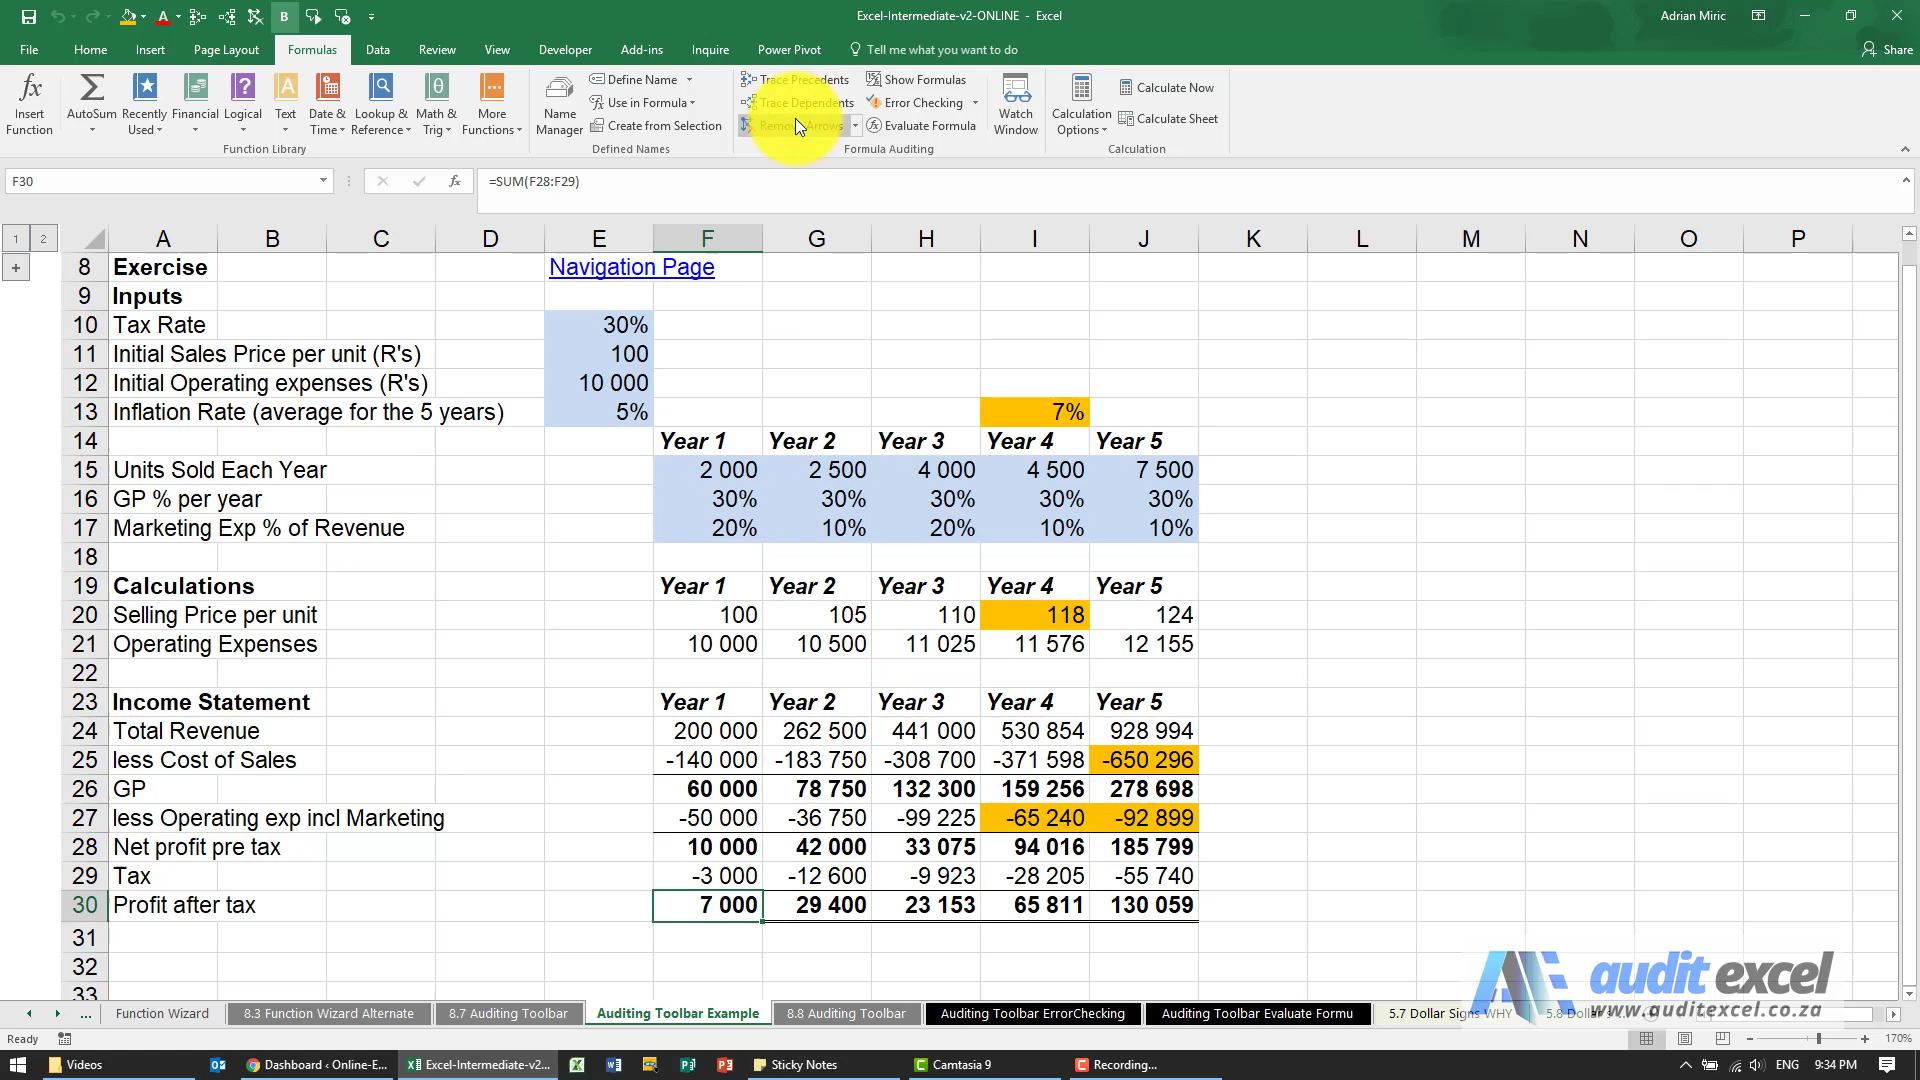 Excel-Intermediate-v2-ONLINE - Excel
Adrian Miric
File Home Insert Page Layout Formulas Data Review View Developer Add-ins Inquire Power Pivot Tell me what you want to do Share
Insert Function
AutoSum
Recently Used
Financial
Logical
Text
Date & Time
Lookup & Reference
Math & Trig
More Functions
Function Library
Name Manager
Define Name
Use in Formula
Create from Selection
Defined Names
Trace Precedents
Trace Dependents
Remove Arrows
Show Formulas
Error Checking
Evaluate Formula
Formula Auditing
Watch Window
Calculation Options
Calculate Now
Calculate Sheet
Calculation
F30 fx =SUM(F28:F29)
1 2
A B C D E F G H I J K L M N O P
8 Exercise Navigation Page
9 Inputs
10 Tax Rate 30%
11 Initial Sales Price per unit (R's) 100
12 Initial Operating expenses (R's) 10 000
13 Inflation Rate (average for the 5 years) 5% 7%
14 Year 1 Year 2 Year 3 Year 4 Year 5
15 Units Sold Each Year 2 000 2 500 4 000 4 500 7 500
16 GP % per year 30% 30% 30% 30% 30%
17 Marketing Exp % of Revenue 20% 10% 20% 10% 10%
18
19 Calculations Year 1 Year 2 Year 3 Year 4 Year 5
20 Selling Price per unit 100 105 110 118 124
21 Operating Expenses 10 000 10 500 11 025 11 576 12 155
22
23 Income Statement Year 1 Year 2 Year 3 Year 4 Year 5
24 Total Revenue 200 000 262 500 441 000 530 854 928 994
25 less Cost of Sales -140 000 -183 750 -308 700 -371 598 -650 296
26 GP 60 000 78 750 132 300 159 256 278 698
27 less Operating exp incl Marketing -50 000 -36 750 -99 225 -65 240 -92 899
28 Net profit pre tax 10 000 42 000 33 075 94 016 185 799
29 Tax -3 000 -12 600 -9 923 -28 205 -55 740
30 Profit after tax 7 000 29 400 23 153 65 811 130 059
31
32
33
audit excel
www.auditexcel.co.za
... Function Wizard 8.3 Function Wizard Alternate 8.7 Auditing Toolbar Auditing Toolbar Example 8.8 Auditing Toolbar Auditing Toolbar ErrorChecking Auditing Toolbar Evaluate Formu 5.7 Dollar Signs WHY 5.8
Ready 170%
Videos Dashboard ‹ Online-E... Excel-Intermediate-v2... Sticky Notes Camtasia 9 Recording... ENG 9:34 PM